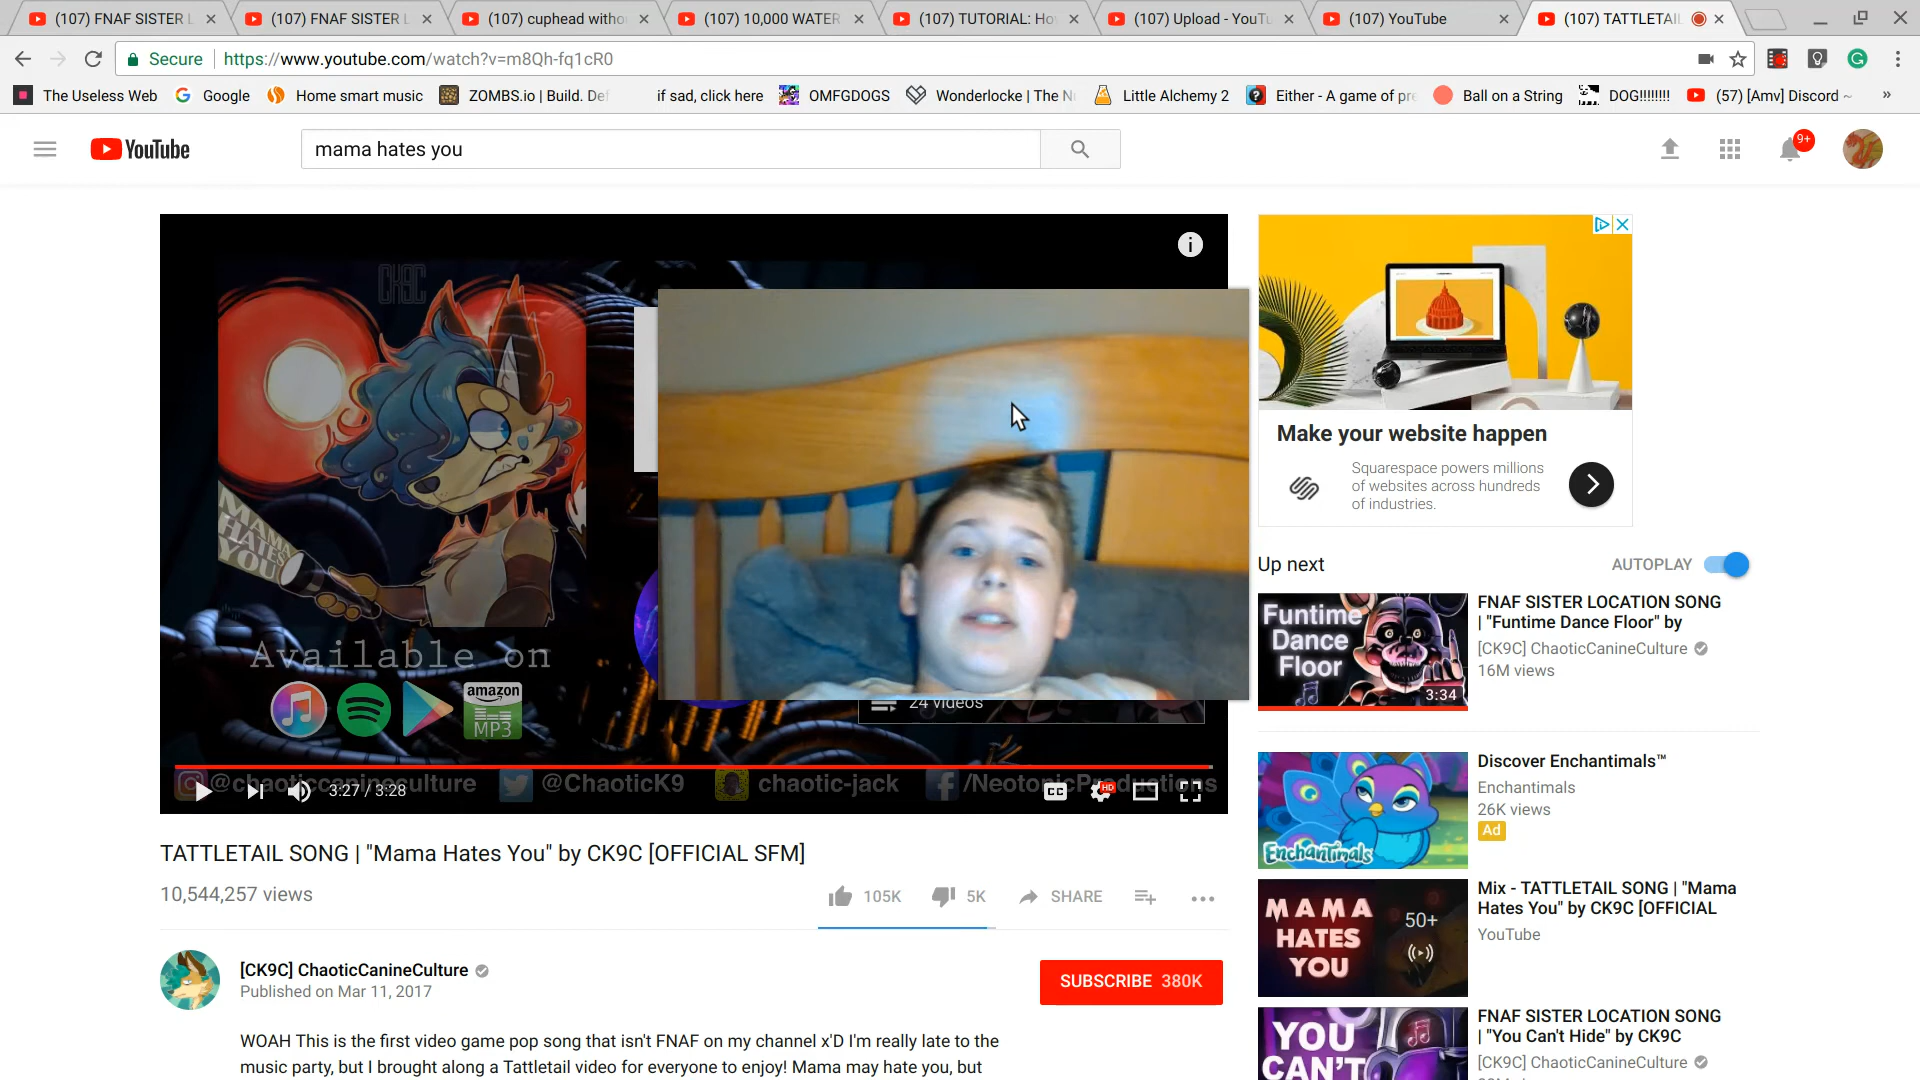 (107) FNAF SISTER L
(107) FNAF SISTER L
(107) cuphead witho
(107) 10,000 WATER
(107) TUTORIAL: Ho
(107) Upload - YouTu
(107) YouTube
(107) TATTLETAIL
Secure
https://www.youtube.com/watch?v=m8Qh-fq1cR0
The Useless Web
Google
Home smart music
ZOMBS.io | Build. Def
if sad, click here
OMFGDOGS
Wonderlocke | The N
Little Alchemy 2
Either - A game of pre
Ball on a String
DOG!!!!!!!!
(57) [Amv] Discord ~
»
YouTube
mama hates you
9+
CK9C
MAMA
HATES
YOU
Available on
amazon
MP3
24 videos
@chaoticcanineculture
@ChaoticK9
chaotic-jack
/NeotonicProductions
3:27 / 3:28
CC
HD
Make your website happen
Squarespace powers millions
of websites across hundreds
of industries.
Up next
AUTOPLAY
Funtime
Dance
Floor
3:34
FNAF SISTER LOCATION SONG
| "Funtime Dance Floor" by
[CK9C] ChaoticCanineCulture
16M views
Enchantimals
Discover Enchantimals™
Enchantimals
26K views
Ad
MAMA
HATES
YOU
50+
Mix - TATTLETAIL SONG | "Mama
Hates You" by CK9C [OFFICIAL
YouTube
YOU
CAN'T
FNAF SISTER LOCATION SONG
| "You Can't Hide" by CK9C
[CK9C] ChaoticCanineCulture
TATTLETAIL SONG | "Mama Hates You" by CK9C [OFFICIAL SFM]
10,544,257 views
105K
5K
SHARE
[CK9C] ChaoticCanineCulture
Published on Mar 11, 2017
SUBSCRIBE 380K
WOAH This is the first video game pop song that isn't FNAF on my channel x'D I'm really late to the
music party, but I brought along a Tattletail video for everyone to enjoy! Mama may hate you, but